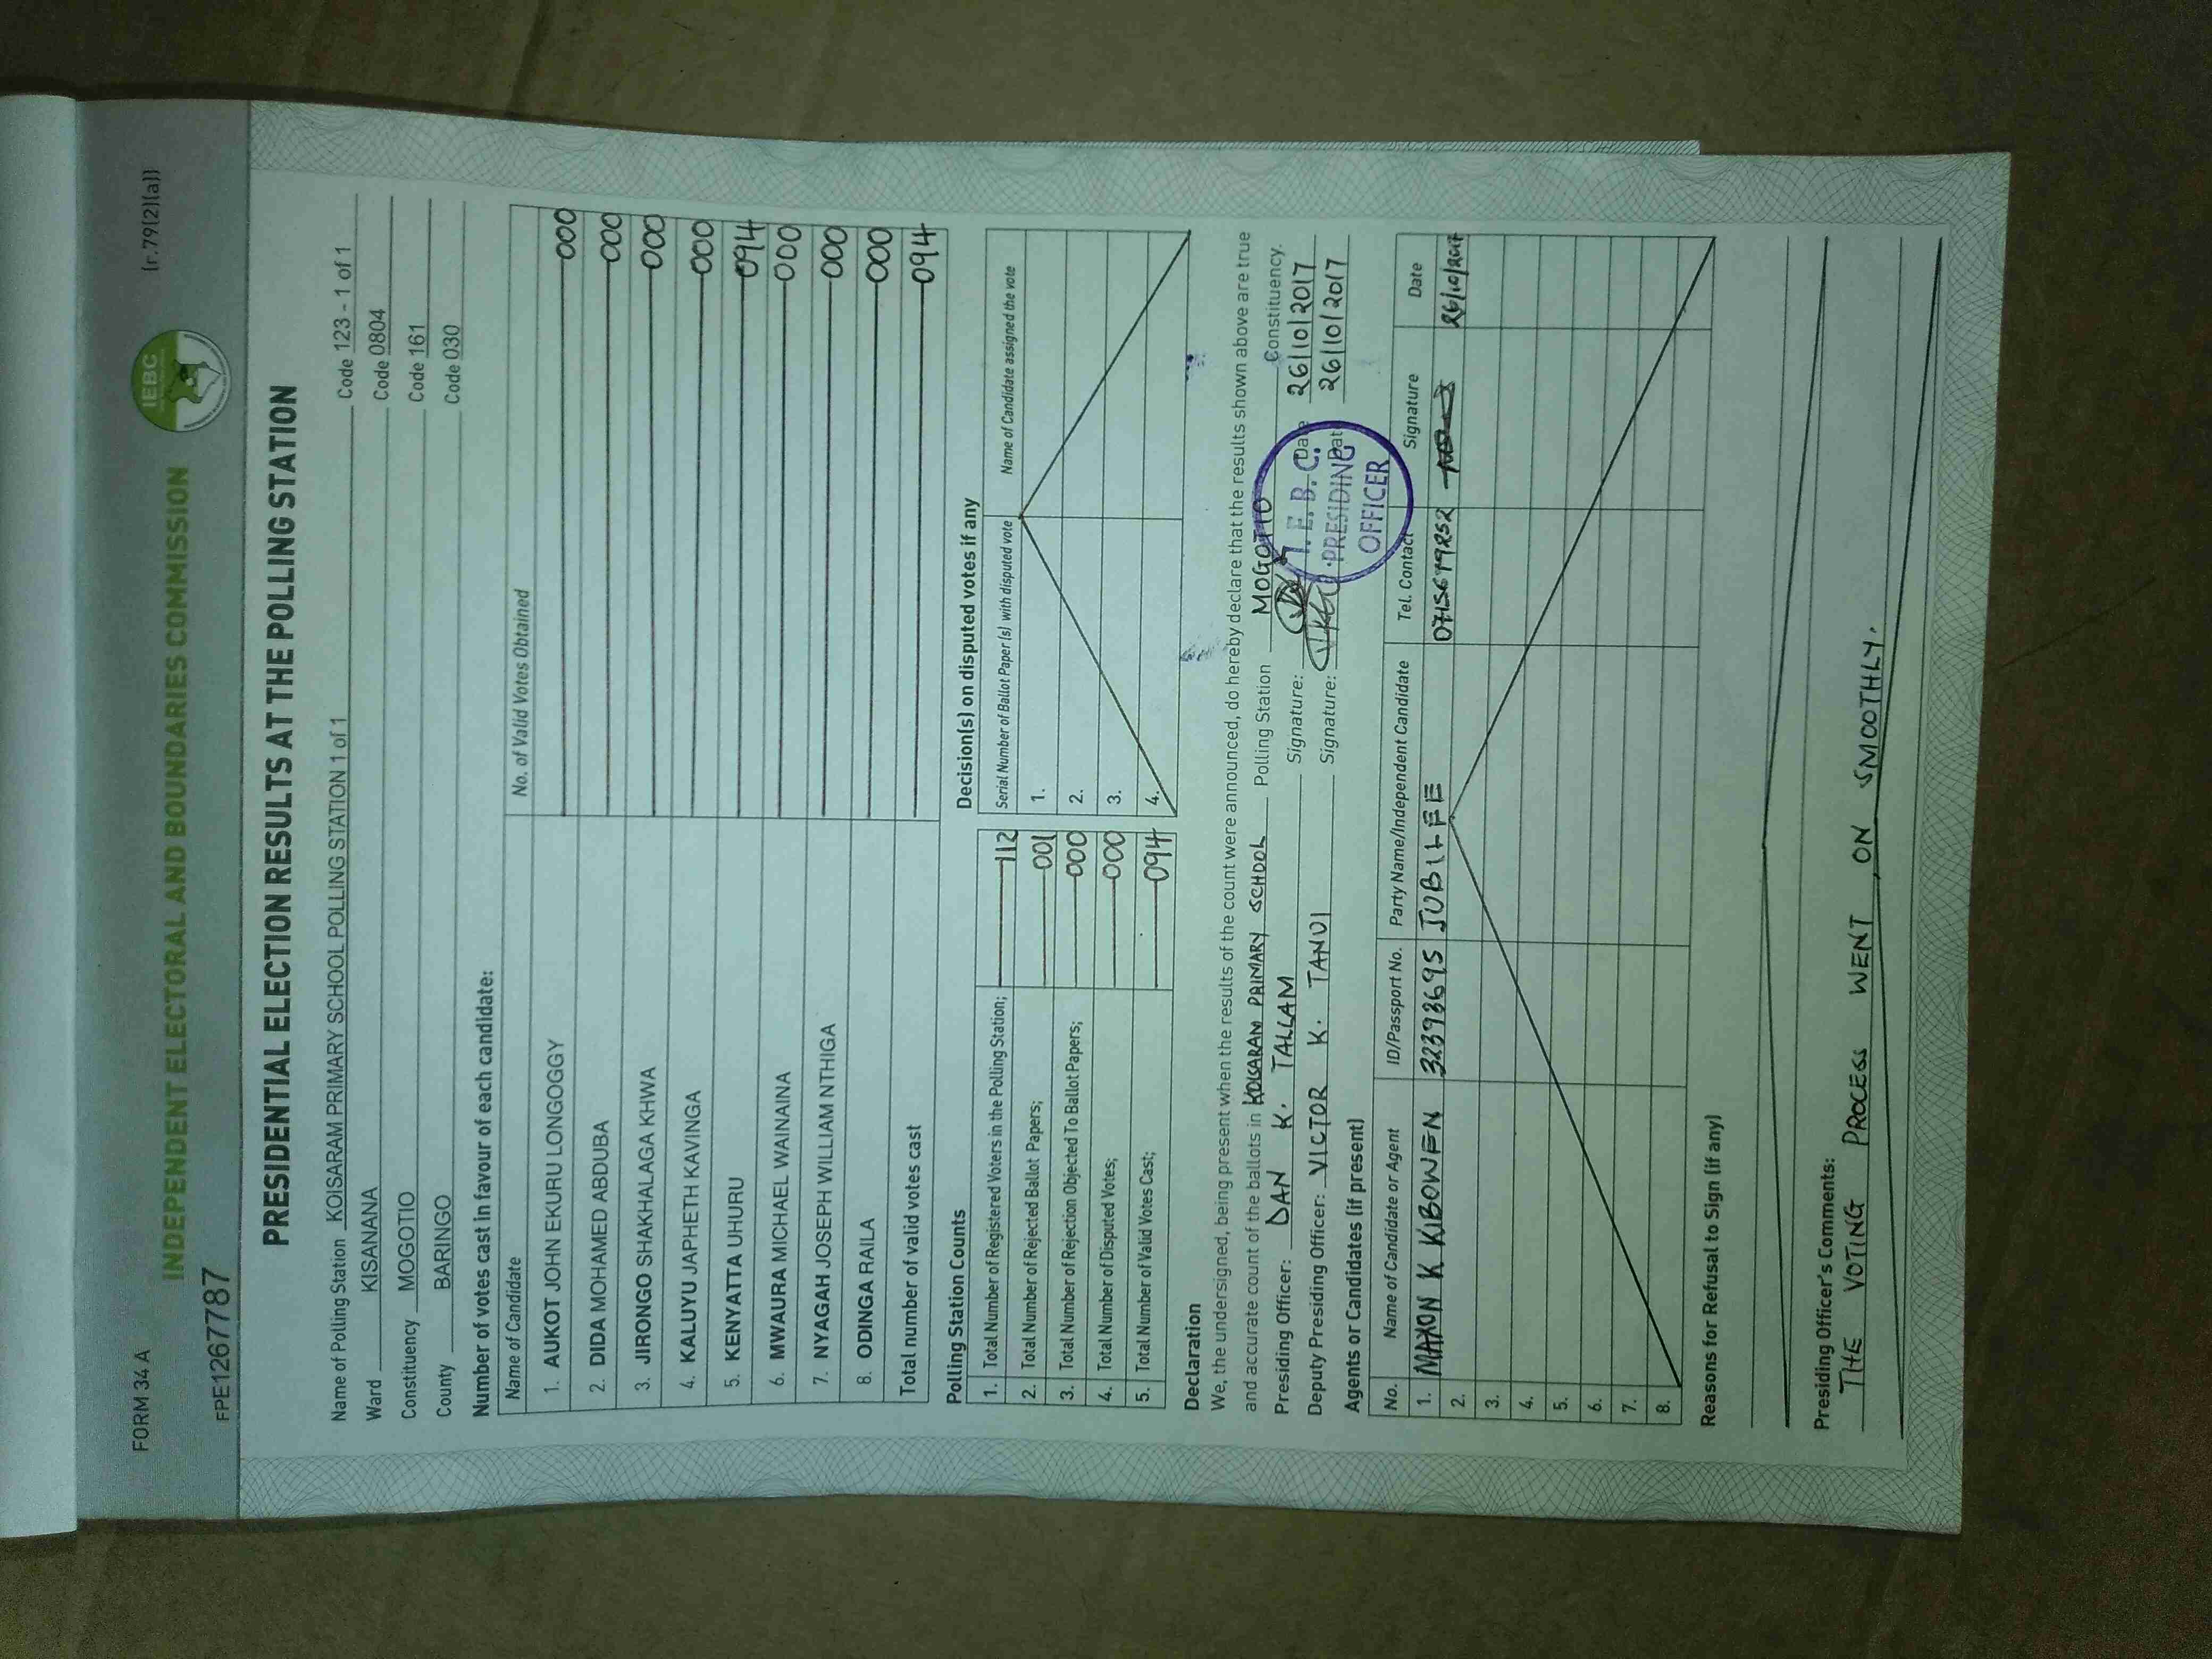 FORM 34 A
(r.79(2)(a))
IEBC
INDEPENDENT ELECTORAL AND BOUNDARIES COMMISSION
FPE1267787
PRESIDENTIAL ELECTION RESULTS AT THE POLLING STATION
Name of Polling Station KOISARAM PRIMARY SCHOOL POLLING STATION 1 of 1 Code 123 - 1 of 1
Ward KISANANA Code 0804
Constituency MOGOTIO Code 161
County BARINGO Code 030
Number of votes cast in favour of each candidate:
Name of Candidate No. of Valid Votes Obtained
1. AUKOT JOHN EKURU LONGOGGY 000
2. DIDA MOHAMED ABDUBA 000
3. JIRONGO SHAKHALAGA KHWA 000
4. KALUYU JAPHETH KAVINGA 000
5. KENYATTA UHURU 094
6. MWAURA MICHAEL WAINAINA 000
7. NYAGAH JOSEPH WILLIAM NTHIGA 000
8. ODINGA RAILA 000
Total number of valid votes cast 094
Polling Station Counts
1. Total Number of Registered Voters in the Polling Station; 112
2. Total Number of Rejected Ballot Papers; 001
3. Total Number of Rejection Objected To Ballot Papers; 000
4. Total Number of Disputed Votes; 000
5. Total Number of Valid Votes Cast; 094
Decision(s) on disputed votes if any
Serial Number of Ballot Paper (s) with disputed vote Name of Candidate assigned the vote
1.
2.
3.
4.
Declaration
We, the undersigned, being present when the results of the count were announced, do hereby declare that the results shown above are true
and accurate count of the ballots in KOISARAM PRIMARY SCHOOL Polling Station MOGOTIO Constituency.
Presiding Officer: DAN K. TALLAM Signature: Date 26/10/2017
Deputy Presiding Officer: VICTOR K. TANUI Signature: Dat 26/10/2017
I.E.B.C.
PRESIDING
OFFICER
Agents or Candidates (if present)
No. Name of Candidate or Agent ID/Passport No. Party Name/Independent Candidate Tel. Contact Signature Date
1. MAXON K KIBOWEN 32393695 JUBILEE 0715679252 26/10/2017
2.
3.
4.
5.
6.
7.
8.
Reasons for Refusal to Sign (if any)
Presiding Officer's Comments:
THE VOTING PROCESS WENT ON SMOOTHLY.